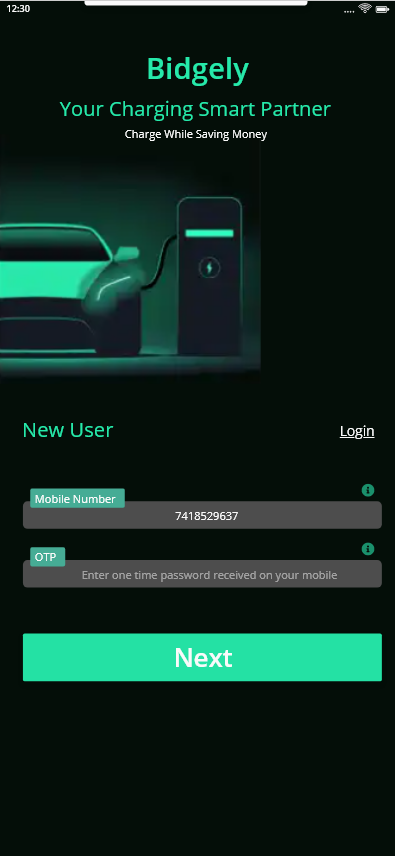 12:30
Bidgely
Your Charging Smart Partner
Charge While Saving Money
New User
Login
Mobile Number
7418529637
OTP
Enter one time password received on your mobile
Next